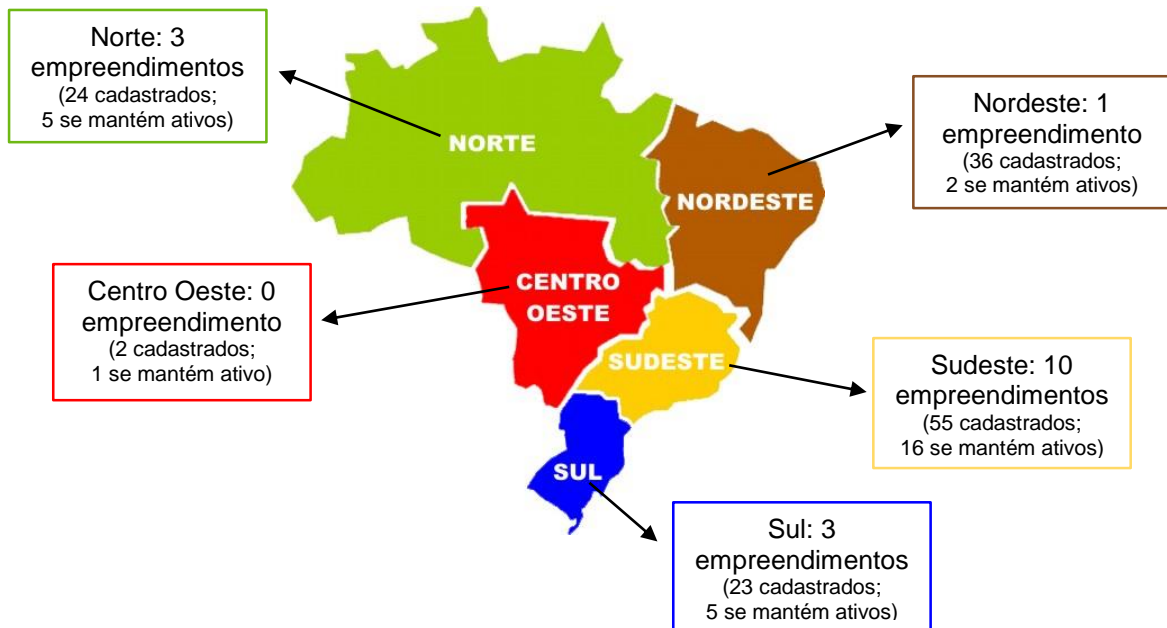 Norte: 3
empreendimentos
(24 cadastrados;
5 se mantém ativos)
NORTE
Nordeste: 1
empreendimento
(36 cadastrados;
2 se mantém ativos)
NORDESTE
Centro Oeste: 0
empreendimento
(2 cadastrados;
1 se mantém ativo)
CENTRO
OESTE
SUDESTE
Sudeste: 10
empreendimentos
(55 cadastrados;
16 se mantém ativos)
SUL
Sul: 3
empreendimentos
(23 cadastrados;
5 se mantém ativos)